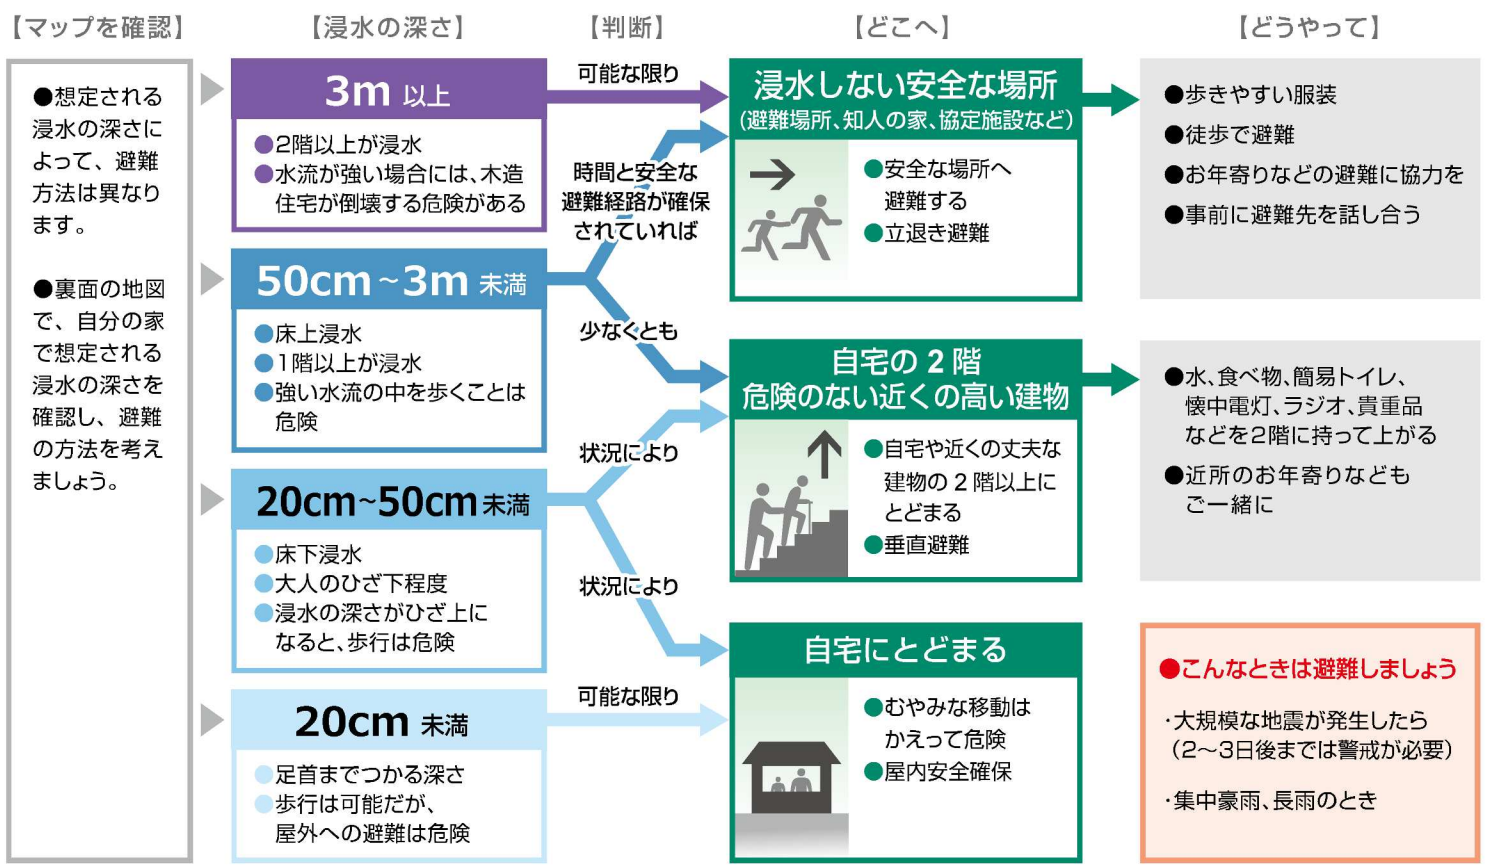 【マップを確認】
【浸水の深さ】
【判断】
【どこへ】
【どうやって】
●想定される
浸水の深さに
よって、避難
方法は異なり
ます。
●裏面の地図
で、自分の家
で想定される
浸水の深さを
確認し、避難
の方法を考え
ましょう。
3m 以上
●2階以上が浸水
●水流が強い場合には、木造
住宅が倒壊する危険がある
50cm~3m 未満
●床上浸水
●1階以上が浸水
●強い水流の中を歩くことは
危険
20cm~50cm未満
●床下浸水
●大人のひざ下程度
●浸水の深さがひざ上に
なると、歩行は危険
20cm 未満
●足首までつかる深さ
●歩行は可能だが、
屋外への避難は危険
可能な限り
時間と安全な
避難経路が確保
されていれば
少なくとも
状況により
状況により
可能な限り
浸水しない安全な場所
(避難場所、知人の家、協定施設など)
●安全な場所へ
避難する
●立退き避難
自宅の 2 階
危険のない近くの高い建物
●自宅や近くの丈夫な
建物の 2 階以上に
とどまる
●垂直避難
自宅にとどまる
●むやみな移動は
かえって危険
●屋内安全確保
●歩きやすい服装
●徒歩で避難
●お年寄りなどの避難に協力を
●事前に避難先を話し合う
●水、食べ物、簡易トイレ、
懐中電灯、ラジオ、貴重品
などを2階に持って上がる
●近所のお年寄りなども
ご一緒に
●こんなときは避難しましょう
・大規模な地震が発生したら
（2～3日後までは警戒が必要）
・集中豪雨、長雨のとき